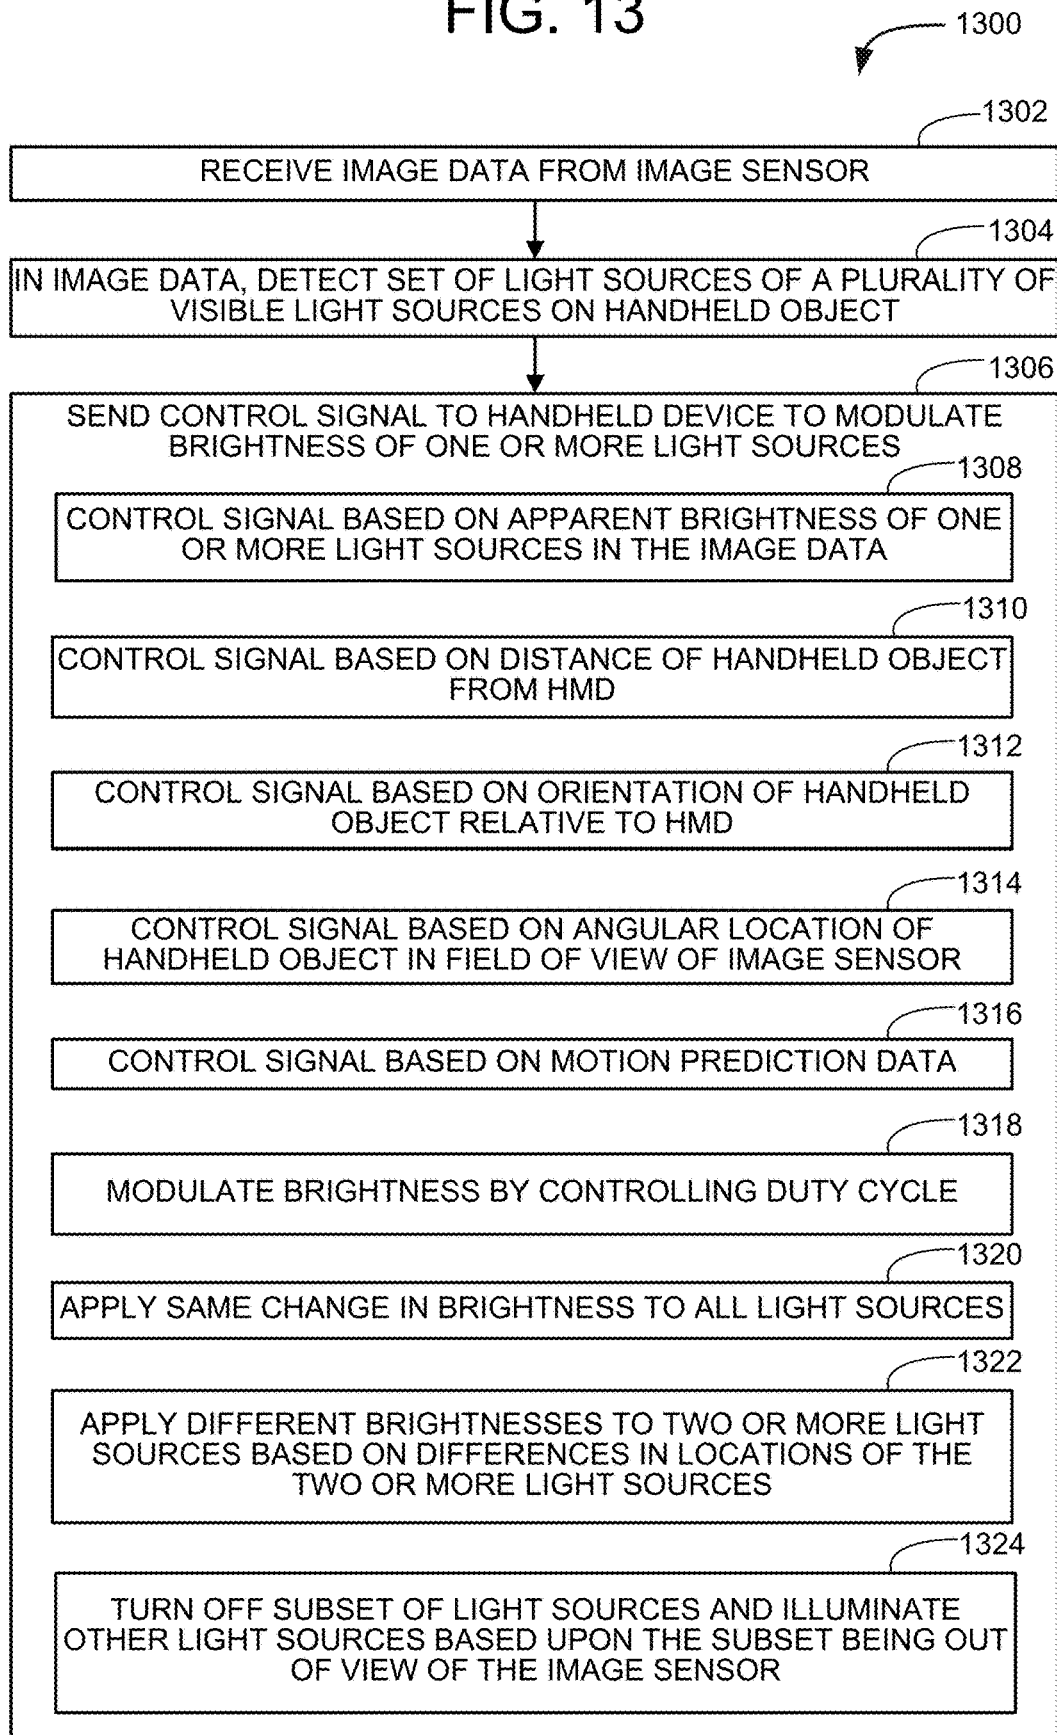 FIG. 13
1300
1302
RECEIVE IMAGE DATA FROM IMAGE SENSOR
1304
IN IMAGE DATA, DETECT SET OF LIGHT SOURCES OF A PLURALITY OF
VISIBLE LIGHT SOURCES ON HANDHELD OBJECT
1306
SEND CONTROL SIGNAL TO HANDHELD DEVICE TO MODULATE
BRIGHTNESS OF ONE OR MORE LIGHT SOURCES
1308
CONTROL SIGNAL BASED ON APPARENT BRIGHTNESS OF ONE
OR MORE LIGHT SOURCES IN THE IMAGE DATA
1310
CONTROL SIGNAL BASED ON DISTANCE OF HANDHELD OBJECT
FROM HMD
1312
CONTROL SIGNAL BASED ON ORIENTATION OF HANDHELD
OBJECT RELATIVE TO HMD
1314
CONTROL SIGNAL BASED ON ANGULAR LOCATION OF
HANDHELD OBJECT IN FIELD OF VIEW OF IMAGE SENSOR
1316
CONTROL SIGNAL BASED ON MOTION PREDICTION DATA
1318
MODULATE BRIGHTNESS BY CONTROLLING DUTY CYCLE
1320
APPLY SAME CHANGE IN BRIGHTNESS TO ALL LIGHT SOURCES
1322
APPLY DIFFERENT BRIGHTNESSES TO TWO OR MORE LIGHT
SOURCES BASED ON DIFFERENCES IN LOCATIONS OF THE
TWO OR MORE LIGHT SOURCES
1324
TURN OFF SUBSET OF LIGHT SOURCES AND ILLUMINATE
OTHER LIGHT SOURCES BASED UPON THE SUBSET BEING OUT
OF VIEW OF THE IMAGE SENSOR